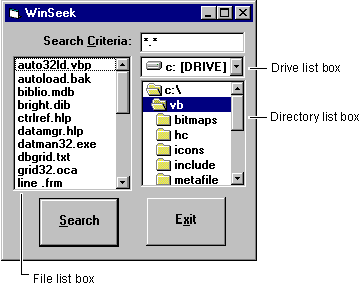 WinSeek
Search Criteria:
*.*
auto32ld.vbp
autoload.bak
biblio.mdb
bright.dib
ctrlref.hlp
datamgr.hlp
datman32.exe
dbgrid.txt
grid32.oca
line .frm
c: [DRIVE]
c:\
vb
bitmaps
hc
icons
include
metafile
Drive list box
Directory list box
Search
Exit
File list box